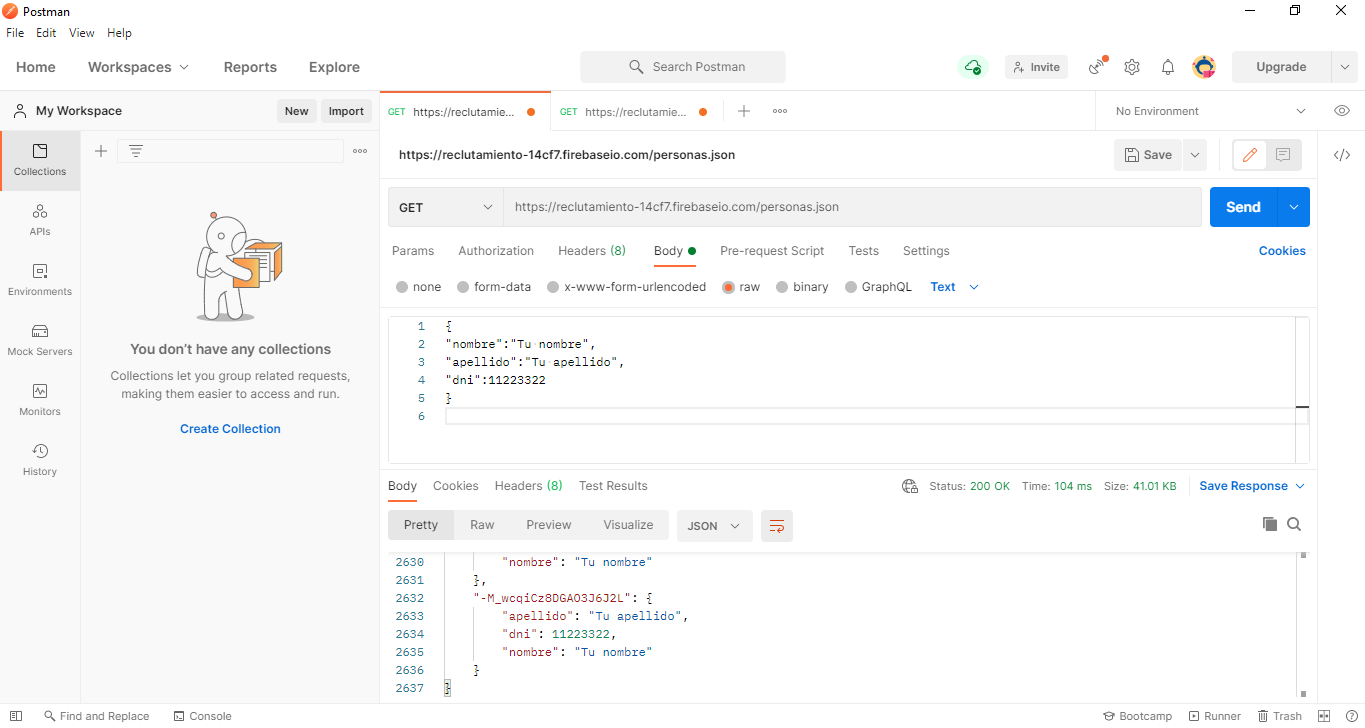 Postman
File Edit View Help
Home Workspaces Reports Explore Search Postman Invite Upgrade
My Workspace New Import GET https://reclutamie... GET https://reclutamie... No Environment
Collections
APIs
Environments
Mock Servers
Monitors
History
You don't have any collections
Collections let you group related requests,
making them easier to access and run.
Create Collection
https://reclutamiento-14cf7.firebaseio.com/personas.json Save
GET https://reclutamiento-14cf7.firebaseio.com/personas.json Send
Params Authorization Headers (8) Body Pre-request Script Tests Settings Cookies
none form-data x-www-form-urlencoded raw binary GraphQL Text
1 {
2 "nombre":"Tu nombre",
3 "apellido":"Tu apellido",
4 "dni":11223322
5 }
6
Body Cookies Headers (8) Test Results Status: 200 OK Time: 104 ms Size: 41.01 KB Save Response
Pretty Raw Preview Visualize JSON
2630 "nombre": "Tu nombre"
2631 },
2632 "-M_wcqiCz8DGAO3J6J2L": {
2633 "apellido": "Tu apellido",
2634 "dni": 11223322,
2635 "nombre": "Tu nombre"
2636 }
2637 }
Find and Replace Console Bootcamp Runner Trash